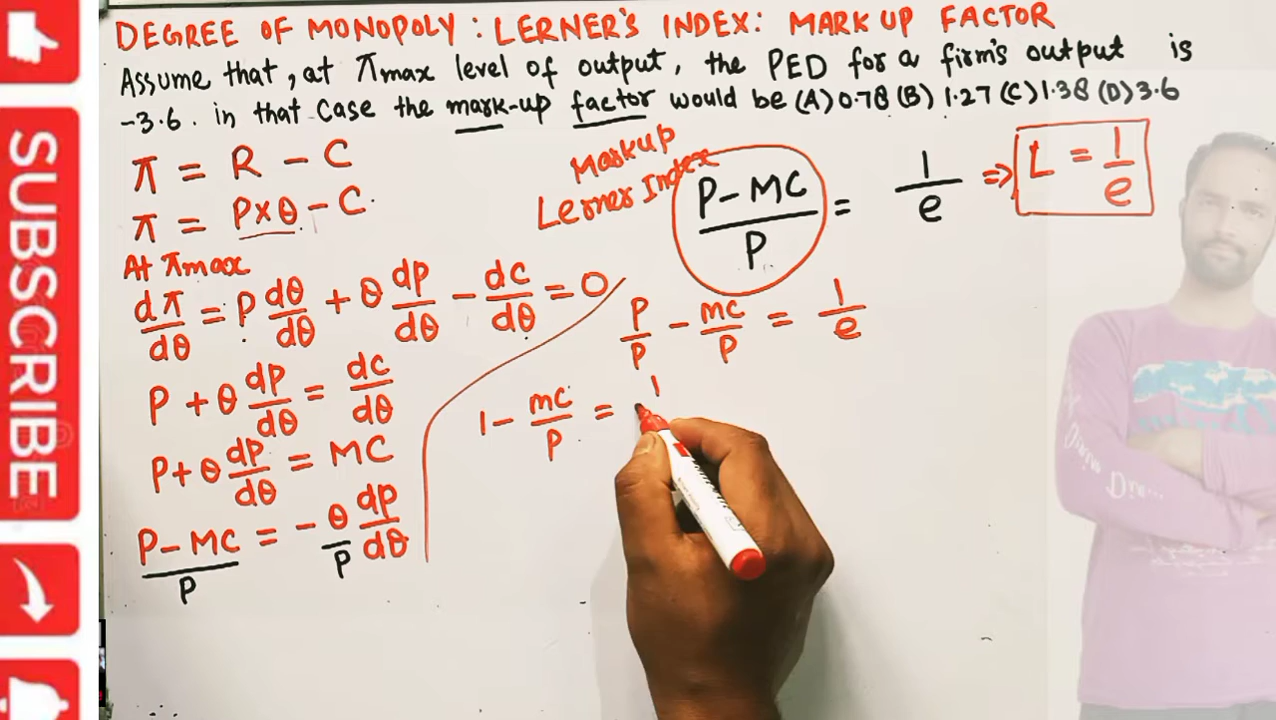 SUBSCRIBE
DEGREE OF MONOPOLY : LERNER'S INDEX: MARK UP FACTOR
Assume that, at πmax level of output, the PED for a firm's output is
-3.6. in that Case the mark-up factor would be (A) 0.78 (B) 1.27 (C) 1.38 (D) 3.6
π = R - C
π = P×θ - C
At πmax
dπ/dθ = P dθ/dθ + θ dp/dθ - dc/dθ = 0
P + θ dp/dθ = dc/dθ
P + θ dp/dθ = MC
P - MC / P = - θ/P dp/dθ
Markup
Lerner Index
P - MC / P = 1/e ⇒ L = 1/e
P/P - MC/P = 1/e
1 - MC/P = 1